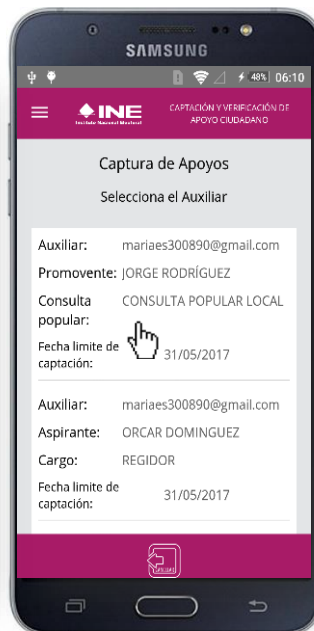 SAMSUNG
48% 06:10
INE
Instituto Nacional Electoral
CAPTACIÓN Y VERIFICACIÓN DE
APOYO CIUDADANO
Captura de Apoyos
Selecciona el Auxiliar
Auxiliar: mariaes300890@gmail.com
Promovente: JORGE RODRÍGUEZ
Consulta CONSULTA POPULAR LOCAL
popular:
Fecha limite de
captación: 31/05/2017
Auxiliar: mariaes300890@gmail.com
Aspirante: ORCAR DOMINGUEZ
Cargo: REGIDOR
Fecha limite de
captación: 31/05/2017